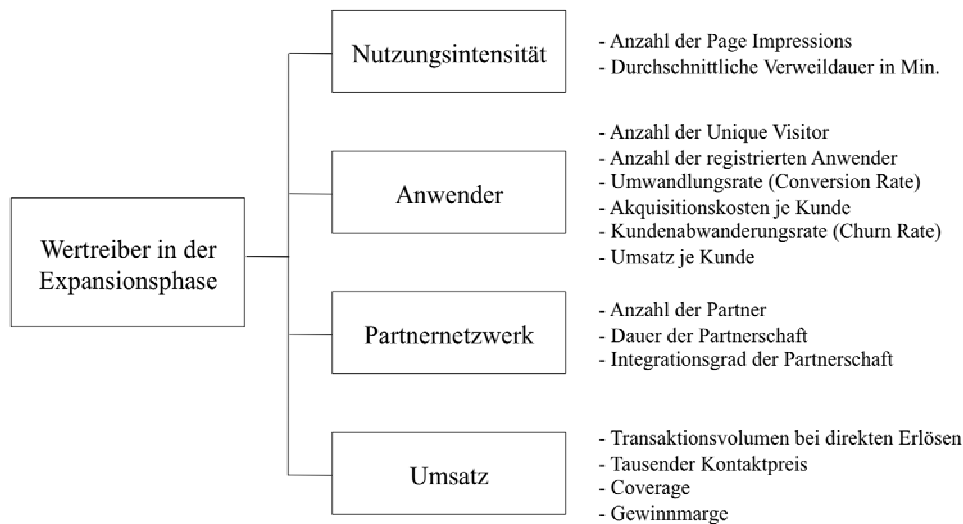 Wertreiber in der
Expansionsphase
Nutzungsintensität
- Anzahl der Page Impressions
- Durchschnittliche Verweildauer in Min.
Anwender
- Anzahl der Unique Visitor
- Anzahl der registrierten Anwender
- Umwandlungsrate (Conversion Rate)
- Akquisitionskosten je Kunde
- Kundenabwanderungsrate (Churn Rate)
- Umsatz je Kunde
Partnernetzwerk
- Anzahl der Partner
- Dauer der Partnerschaft
- Integrationsgrad der Partnerschaft
Umsatz
- Transaktionsvolumen bei direkten Erlösen
- Tausender Kontaktpreis
- Coverage
- Gewinnmarge